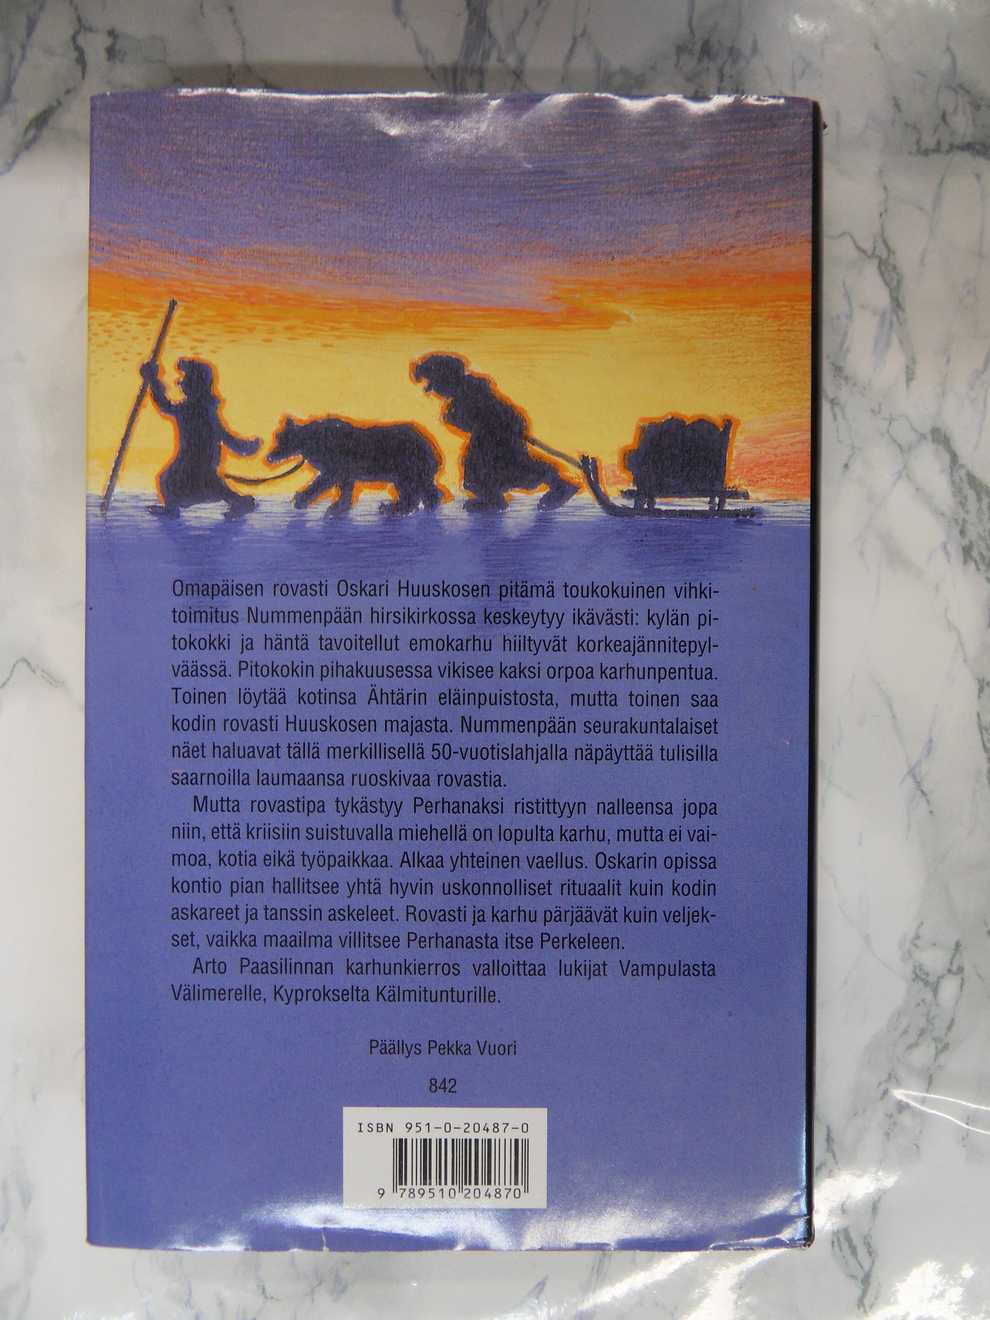 Omapäisen rovasti Oskari Huuskosen pitämä toukokuinen vihki-
toimitus Nummenpään hirsikirkossa keskeytyy ikävästi: kylän pi-
tokokki ja häntä tavoitellut emokarhu hiiltyvät korkeajännitepyl-
väässä. Pitokokin pihakuusessa vikisee kaksi orpoa karhunpentua.
Toinen löytää kotinsa Ähtärin eläinpuistosta, mutta toinen saa
kodin rovasti Huuskosen majasta. Nummenpään seurakuntalaiset
näet haluavat tällä merkillisellä 50-vuotislahjalla näpäyttää tulisilla
saarnoilla laumaansa ruoskivaa rovastia.
Mutta rovastipa tykästyy Perhanaksi ristittyyn nalleensa jopa
niin, että kriisiin suistuvalla miehellä on lopulta karhu, mutta ei vai-
moa, kotia eikä työpaikkaa. Alkaa yhteinen vaellus. Oskarin opissa
kontio pian hallitsee yhtä hyvin uskonnolliset rituaalit kuin kodin
askareet ja tanssin askeleet. Rovasti ja karhu pärjäävät kuin veljek-
set, vaikka maailma villitsee Perhanasta itse Perkeleen.
Arto Paasilinnan karhunkierros valloittaa lukijat Vampulasta
Välimerelle, Kyprokselta Kälmitunturille.
Päällys Pekka Vuori
842
ISBN 951-0-20487-0
9 789510 204870